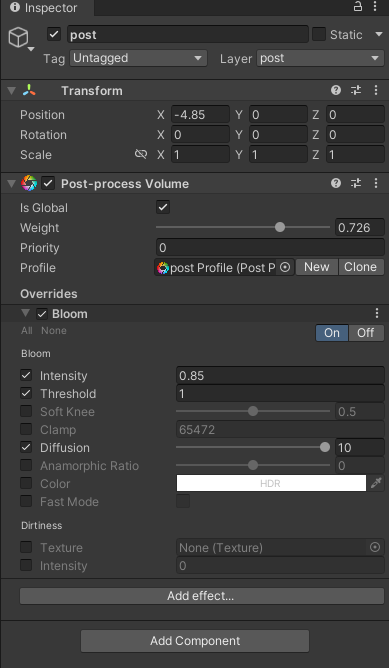 Inspector
post Static
Tag Untagged Layer post
Transform
Position X -4.85 Y 0 Z 0
Rotation X 0 Y 0 Z 0
Scale X 1 Y 1 Z 1
Post-process Volume
Is Global
Weight 0.726
Priority 0
Profile post Profile (Post P New Clone
Overrides
Bloom
All None On Off
Bloom
Intensity 0.85
Threshold 1
Soft Knee 0.5
Clamp 65472
Diffusion 10
Anamorphic Ratio 0
Color HDR
Fast Mode
Dirtiness
Texture None (Texture)
Intensity 0
Add effect...
Add Component